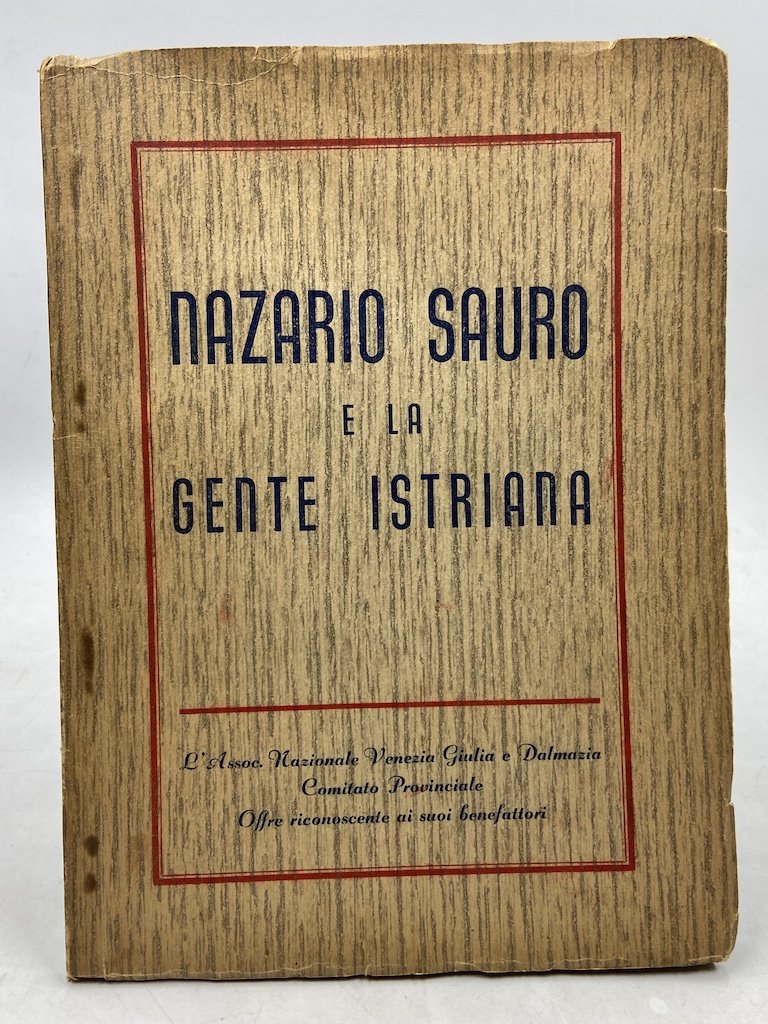 NAZARIO SAURO
E LA
GENTE ISTRIANA
L'Assoc. Nazionale Venezia Giulia e Dalmazia
Comitato Provinciale
Offre riconoscente ai suoi benefattori